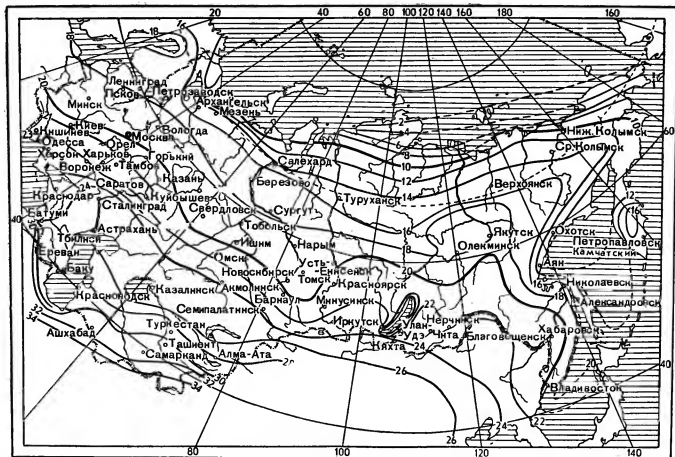 20 40 60 80 100 120 140 160 180 160
Ленинград
Псков
Петрозаводск
Архангельск
Мезень
Минск
Киев
Кишинев
Москва
Вологда
Одесса
Орел
Херсон Харьков
Тамбов
Горький
Воронеж
Казань
Саратов
Краснодар
Куйбышев
Сталинград
Свердловск
Батуми
Тбилиси
Астрахань
Ереван
Баку
Красноводск
Ашхабад
Казалинск
Туркестан
Ташкент
Самарканд
Алма-Ата
Салехард
Березово
Сургут
Тобольск
Нарым
Ишим
Омск
Усть-
Енисейск
Новосибирск
Томск
Акмолинск
Красноярск
Барнаул
Минусинск
Семипалатинск
Туруханск
Иркутск
Улан-
Удэ
Кяхта
Чита
Нерчинск
Благовещенск
Хабаровск
Владивосток
Ниж. Колымск
Ср. Колымск
Верхоянск
Якутск
Олекминск
Охотск
Петропавловск
Камчатский
Аян
Николаевск
Александровск
4
6
8
10
12
14
16
18
20
22
24
26
32
34
60
40
80 100 120 140